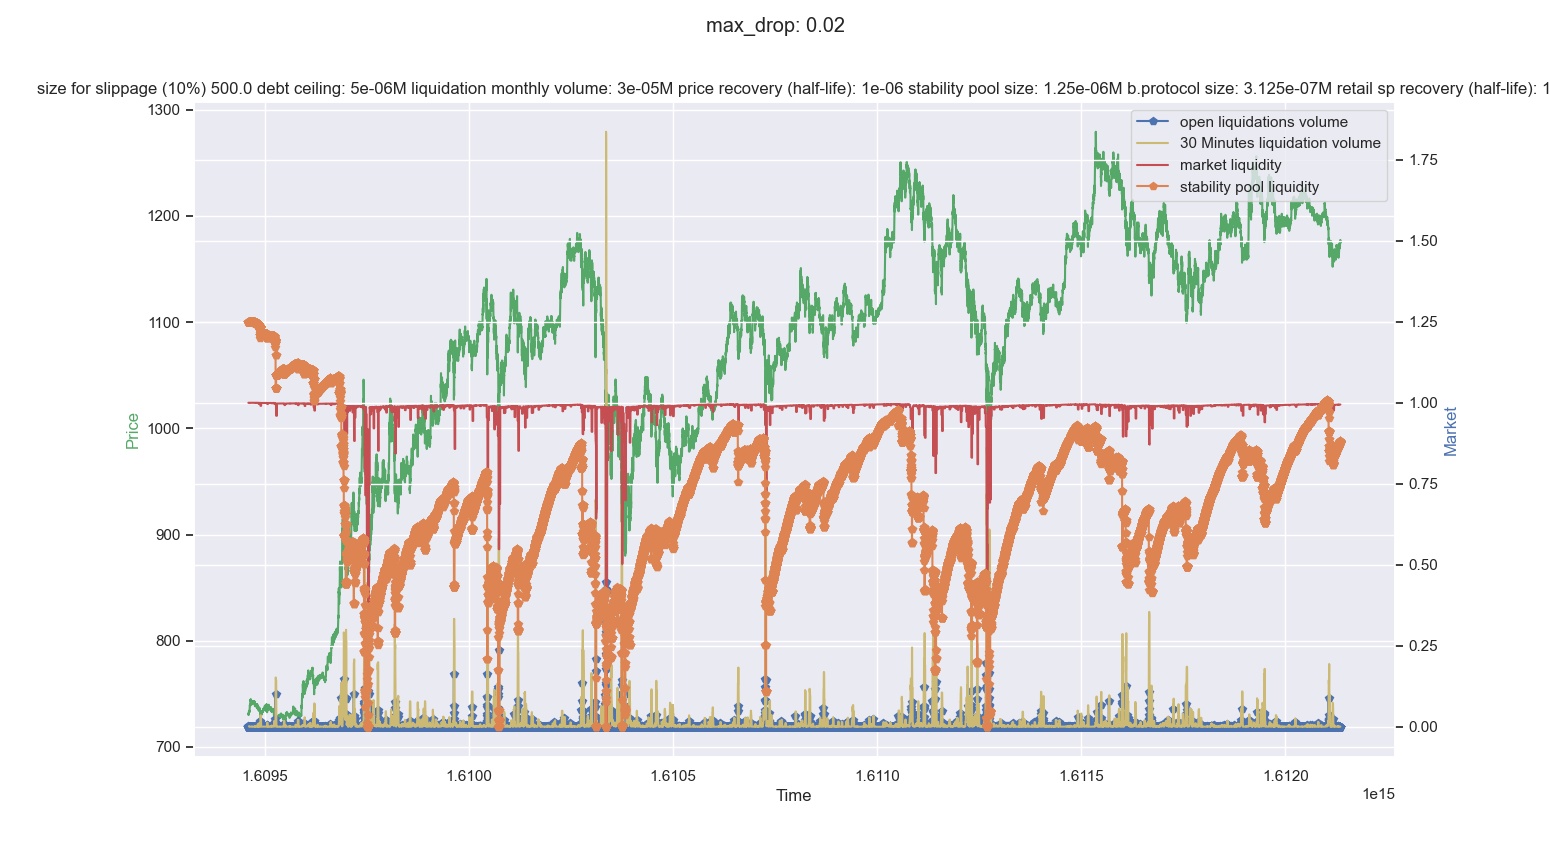 max_drop: 0.02
size for slippage (10%) 500.0 debt ceiling: 5e-06M liquidation monthly volume: 3e-05M price recovery (half-life): 1e-06 stability pool size: 1.25e-06M b.protocol size: 3.125e-07M retail sp recovery (half-life): 1
open liquidations volume
30 Minutes liquidation volume
market liquidity
stability pool liquidity
1300
1200
1100
1000
900
800
700
Price
1.75
1.50
1.25
1.00
0.75
0.50
0.25
0.00
Market
1.6095 1.6100 1.6105 1.6110 1.6115 1.6120
Time
1e15